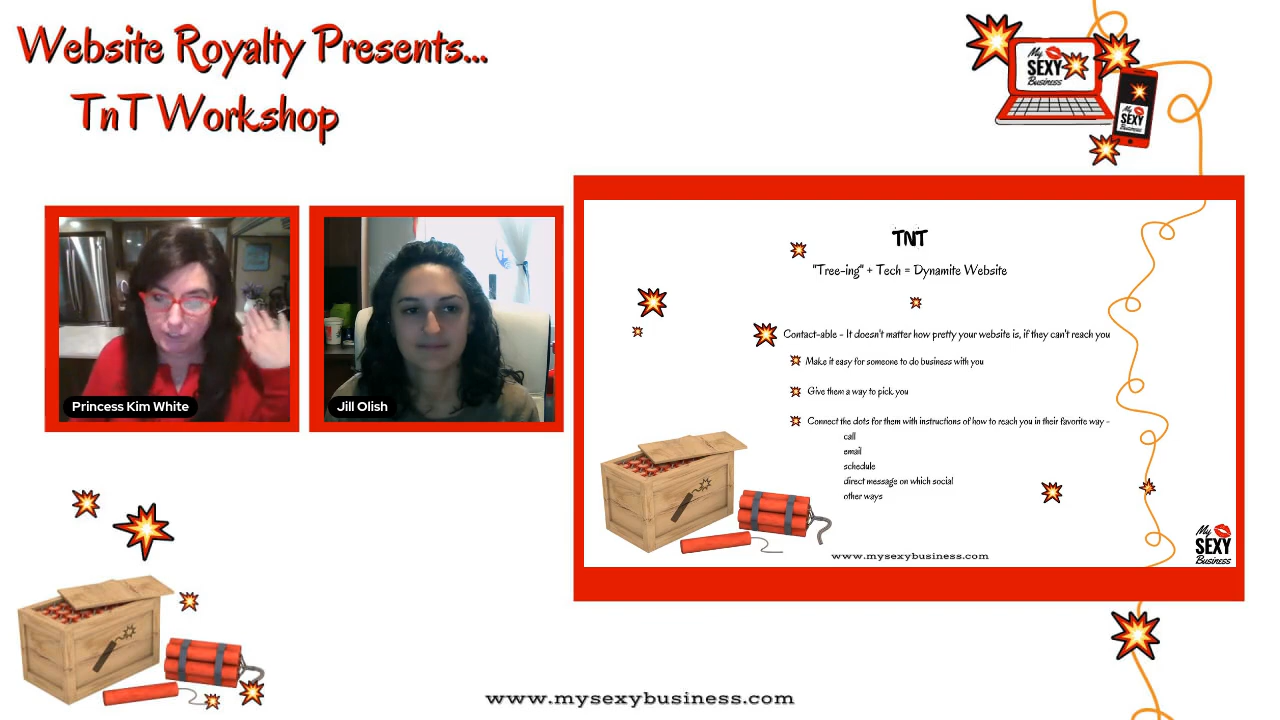 Website Royalty Presents...
TnT Workshop
My
SEXY
Business
My
SEXY
Business
Princess Kim White
Jill Olish
TNT
"Tree-ing" + Tech = Dynamite Website
Contact-able - It doesn't matter how pretty your website is, if they can't reach you
Make it easy for someone to do business with you
Give them a way to pick you
Connect the dots for them with instructions of how to reach you in their favorite way -
call
email
schedule
direct message on which social
other ways
www.mysexybusiness.com
My
SEXY
Business
www.mysexybusiness.com